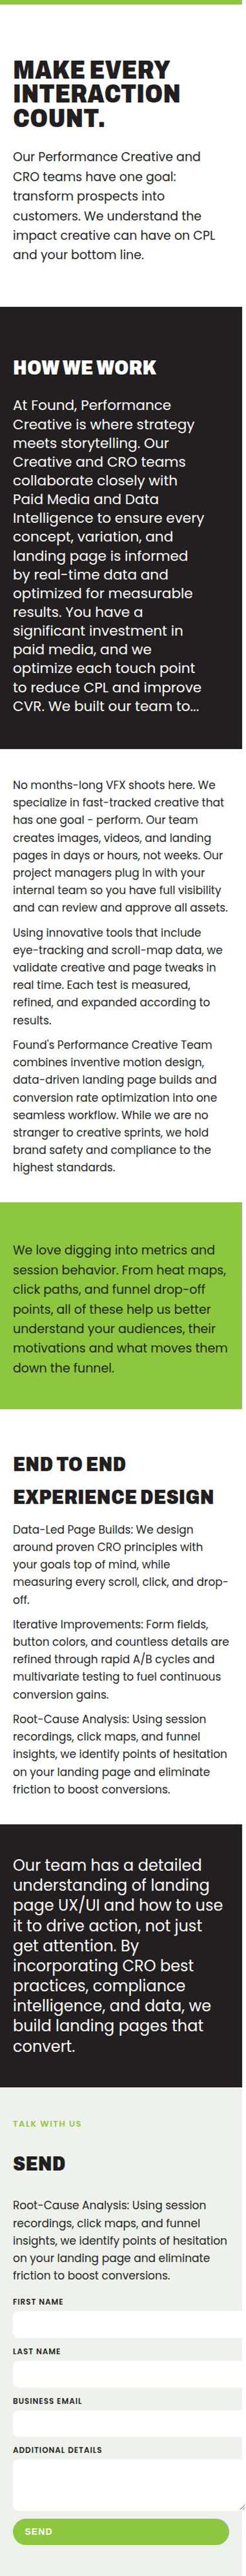 MAKE EVERY
INTERACTION
COUNT.
Our Performance Creative and
CRO teams have one goal:
transform prospects into
customers. We understand the
impact creative can have on CPL
and your bottom line.
HOW WE WORK
At Found, Performance
Creative is where strategy
meets storytelling. Our
Creative and CRO teams
collaborate closely with
Paid Media and Data
Intelligence to ensure every
concept, variation, and
landing page is informed
by real-time data and
optimized for measurable
results. You have a
significant investment in
paid media, and we
optimize each touch point
to reduce CPL and improve
CVR. We built our team to...
No months-long VFX shoots here. We
specialize in fast-tracked creative that
has one goal - perform. Our team
creates images, videos, and landing
pages in days or hours, not weeks. Our
project managers plug in with your
internal team so you have full visibility
and can review and approve all assets.
Using innovative tools that include
eye-tracking and scroll-map data, we
validate creative and page tweaks in
real time. Each test is measured,
refined, and expanded according to
results.
Found's Performance Creative Team
combines inventive motion design,
data-driven landing page builds and
conversion rate optimization into one
seamless workflow. While we are no
stranger to creative sprints, we hold
brand safety and compliance to the
highest standards.
We love digging into metrics and
session behavior. From heat maps,
click paths, and funnel drop-off
points, all of these help us better
understand your audiences, their
motivations and what moves them
down the funnel.
END TO END
EXPERIENCE DESIGN
Data-Led Page Builds: We design
around proven CRO principles with
your goals top of mind, while
measuring every scroll, click, and drop-
off.
Iterative Improvements: Form fields,
button colors, and countless details are
refined through rapid A/B cycles and
multivariate testing to fuel continuous
conversion gains.
Root-Cause Analysis: Using session
recordings, click maps, and funnel
insights, we identify points of hesitation
on your landing page and eliminate
friction to boost conversions.
Our team has a detailed
understanding of landing
page UX/UI and how to use
it to drive action, not just
get attention. By
incorporating CRO best
practices, compliance
intelligence, and data, we
build landing pages that
convert.
TALK WITH US
SEND
Root-Cause Analysis: Using session
recordings, click maps, and funnel
insights, we identify points of hesitation
on your landing page and eliminate
friction to boost conversions.
FIRST NAME
LAST NAME
BUSINESS EMAIL
ADDITIONAL DETAILS
SEND